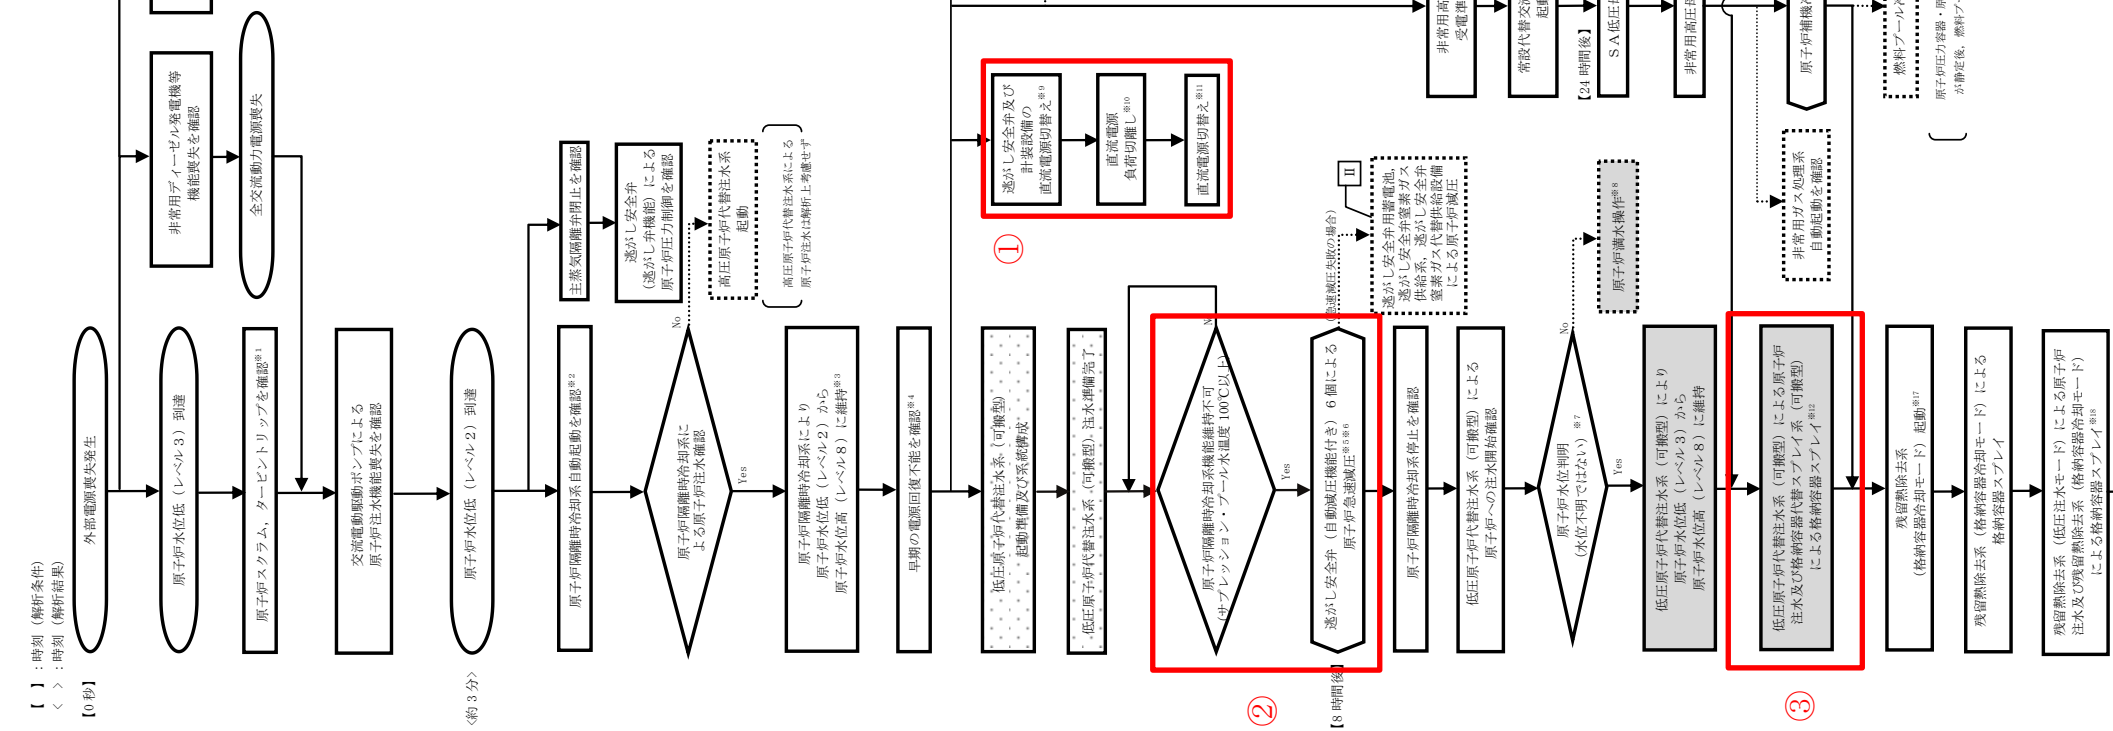 【　】：時刻（解析条件）
＜　＞：時刻（解析結果）
【0 秒】
外部電源喪失発生
原子炉水位低（レベル３）到達
原子炉スクラム，タービントリップを確認※1
非常用ディーゼル発電機等
機能喪失を確認
全交流動力電源喪失
交流電動駆動ポンプによる
原子炉注水機能喪失を確認
＜約 3 分＞
原子炉水位低（レベル２）到達
原子炉隔離時冷却系自動起動を確認※2
主蒸気隔離弁閉止を確認
逃がし安全弁
（逃がし弁機能）による
原子炉圧力制御を確認
原子炉隔離時冷却系に
よる原子炉注水確認
No
Yes
高圧原子炉代替注水系
起動
高圧原子炉代替注水系による
原子炉注水は解析上考慮せず
原子炉隔離時冷却系により
原子炉水位低（レベル２）から
原子炉水位高（レベル８）に維持※3
早期の電源回復不能を確認※4
低圧原子炉代替注水系（可搬型）
起動準備及び系統構成
低圧原子炉代替注水系（可搬型）注水準備完了
①
逃がし安全弁及び
計装設備の
直流電源切替え※9
直流電源
負荷切離し※10
直流電源切替え※11
②
原子炉隔離時冷却系機能維持不可
（サプレッション・プール水温度 100℃以上）
Yes
【8 時間後】
逃がし安全弁（自動減圧機能付き）６個による
原子炉急速減圧※5※6
（急速減圧失敗の場合）
Ⅱ
逃がし安全弁用蓄電池，
逃がし安全弁窒素ガス
供給系，逃がし安全弁
窒素ガス代替供給設備
による原子炉減圧
原子炉隔離時冷却系停止を確認
低圧原子炉代替注水系（可搬型）による
原子炉への注水開始確認
原子炉水位判明
（水位不明ではない）※7
No
Yes
原子炉満水操作※8
低圧原子炉代替注水系（可搬型）により
原子炉水位低（レベル３）から
原子炉水位高（レベル８）に維持
③
低圧原子炉代替注水系（可搬型）による原子炉
注水及び格納容器代替スプレイ系（可搬型）
による格納容器スプレイ※12
【24 時間後】
非常用ガス処理系
自動起動を確認
残留熱除去系
（格納容器冷却モード）起動※17
残留熱除去系（格納容器冷却モード）による
格納容器スプレイ
残留熱除去系（低圧注水モード）による原子炉
注水及び残留熱除去系（格納容器冷却モード）
による格納容器スプレイ※18